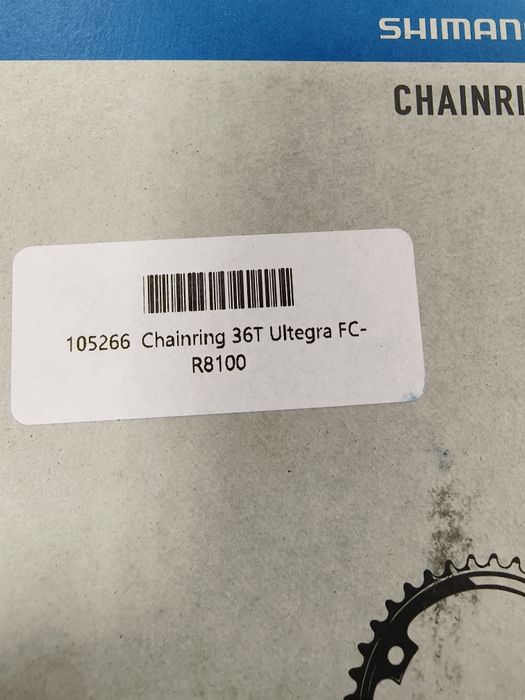 SHIMAN
CHAINRI
105266 Chainring 36T Ultegra FC-
R8100